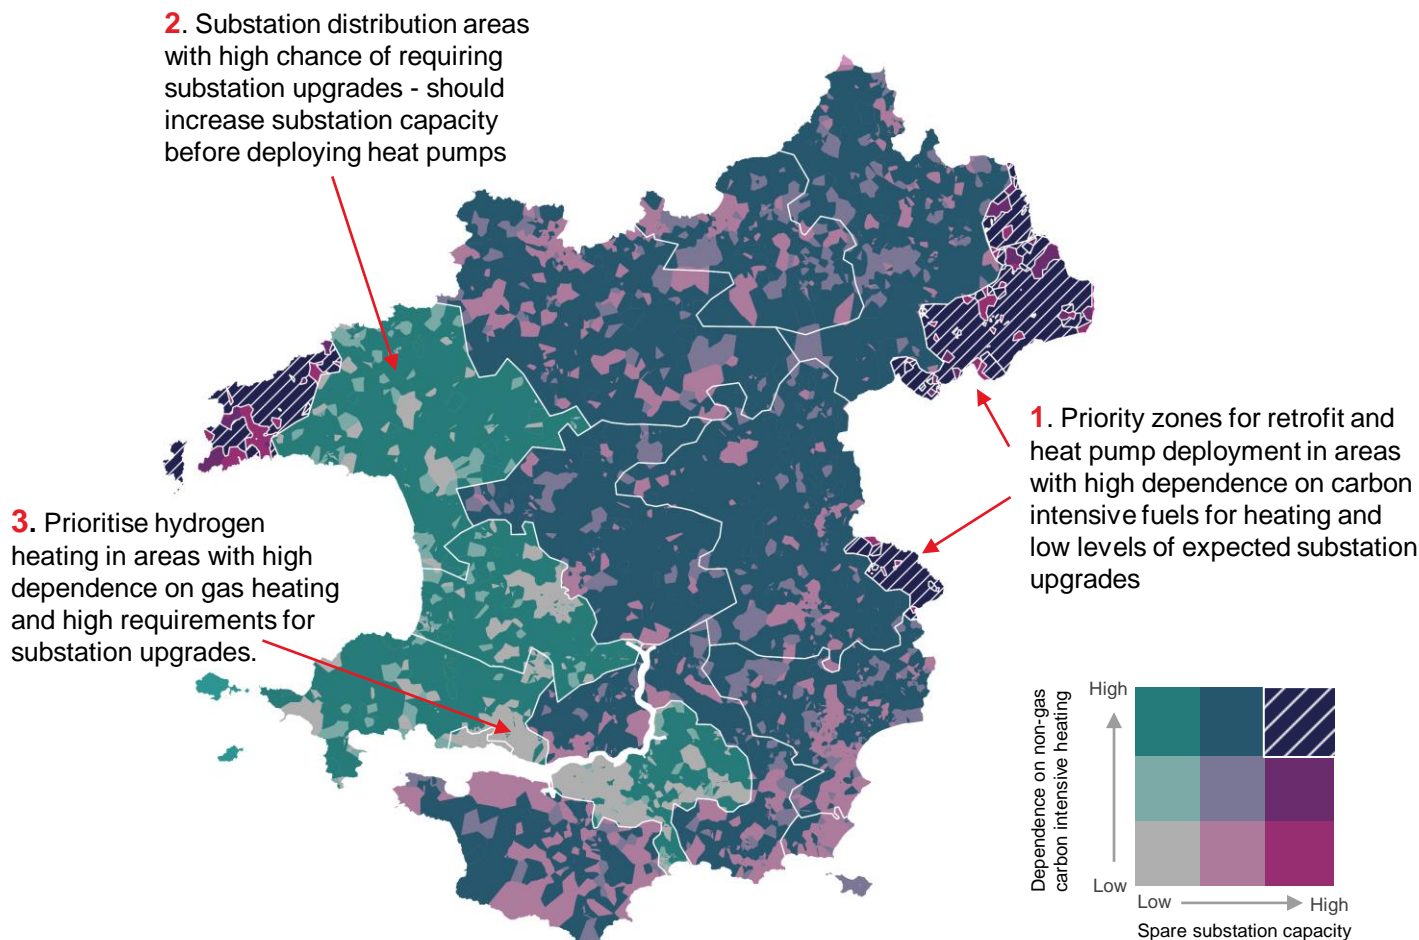 2. Substation distribution areas
with high chance of requiring
substation upgrades - should
increase substation capacity
before deploying heat pumps
1. Priority zones for retrofit and
heat pump deployment in areas
with high dependence on carbon
intensive fuels for heating and
low levels of expected substation
upgrades
3. Prioritise hydrogen
heating in areas with high
dependence on gas heating
and high requirements for
substation upgrades.
Dependence on non-gas
carbon intensive heating
High
Low
Low
High
Spare substation capacity